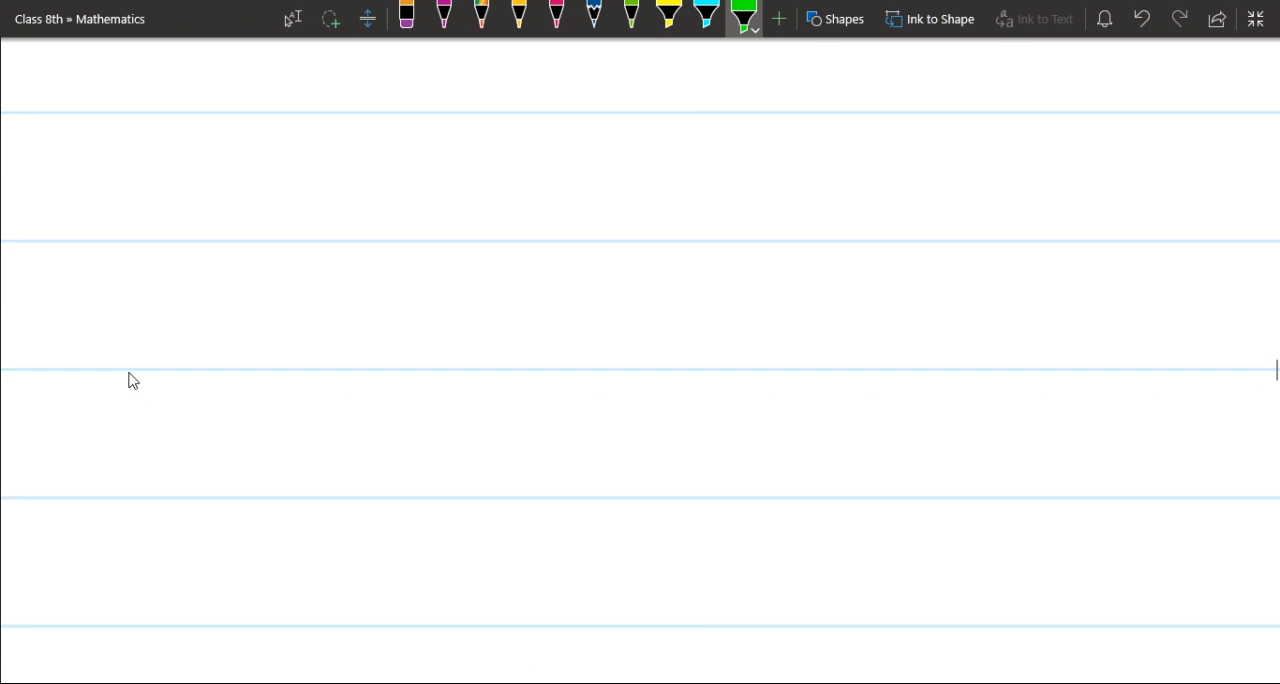 Class 8th » Mathematics
Shapes
Ink to Shape
Ink to Text